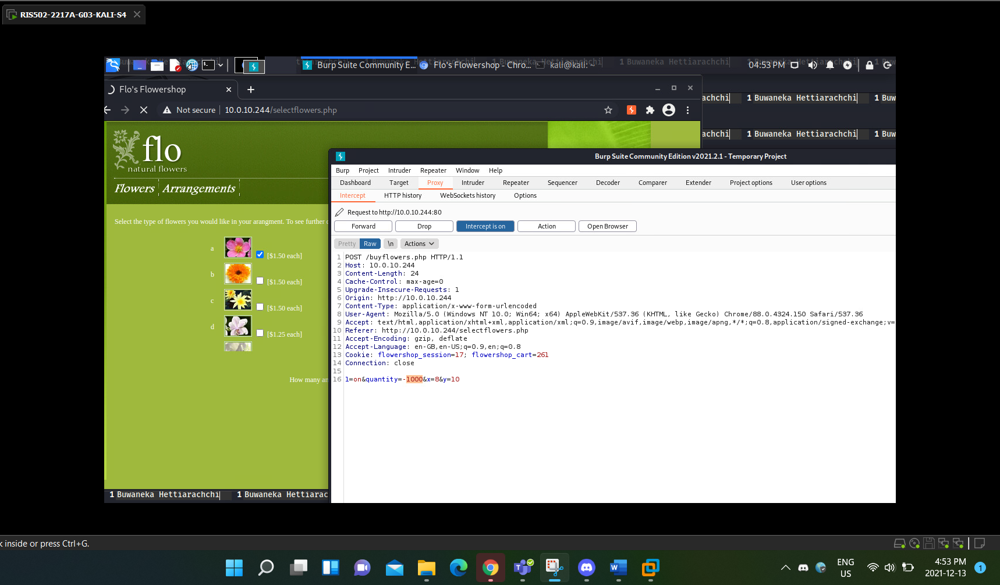 RIS502-2217A-G03-KALI-S4
Burp Suite Community E...
Flo's Flowershop - Chro...
kali@kali: ~
04:53 PM
Flo's Flowershop
Not secure
10.0.10.244/selectflowers.php
1 Buwaneka Hettiarachchi
1 Buwaneka Hettiarachchi
flo
natural flowers
Flowers
Arrangements
Select the type of flowers you would like in your arangment. To see further
a
[$1.50 each]
b
[$1.50 each]
c
[$1.50 each]
d
[$1.25 each]
How many
1 Buwaneka Hettiarachchi
1 Buwaneka Hettiarac
Burp Suite Community Edition v2021.2.1 - Temporary Project
Burp Project Intruder Repeater Window Help
Dashboard Target Proxy Intruder Repeater Sequencer Decoder Comparer Extender Project options User options
Intercept HTTP history WebSockets history Options
Request to http://10.0.10.244:80
Forward Drop Intercept is on Action Open Browser
Pretty Raw \n Actions
1 POST /buyflowers.php HTTP/1.1
2 Host: 10.0.10.244
3 Content-Length: 24
4 Cache-Control: max-age=0
5 Upgrade-Insecure-Requests: 1
6 Origin: http://10.0.10.244
7 Content-Type: application/x-www-form-urlencoded
8 User-Agent: Mozilla/5.0 (Windows NT 10.0; Win64; x64) AppleWebKit/537.36 (KHTML, like Gecko) Chrome/88.0.4324.150 Safari/537.36
9 Accept: text/html,application/xhtml+xml,application/xml;q=0.9,image/avif,image/webp,image/apng,*/*;q=0.8,application/signed-exchange;v=
10 Referer: http://10.0.10.244/selectflowers.php
11 Accept-Encoding: gzip, deflate
12 Accept-Language: en-GB,en-US;q=0.9,en;q=0.8
13 Cookie: flowershop_session=17; flowershop_cart=261
14 Connection: close
15
16 1=on&quantity=-1000&x=8&y=10
inside or press Ctrl+G.
ENG
US
4:53 PM
2021-12-13
1